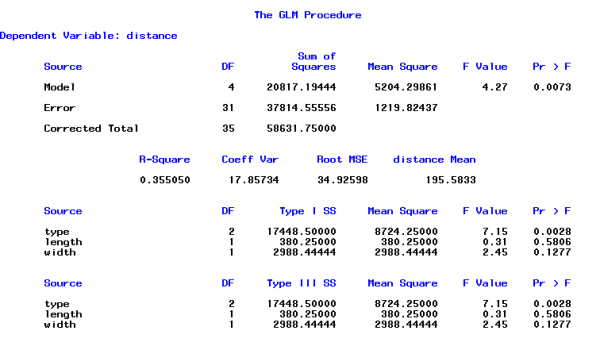 The GLM Procedure
Dependent Variable: distance
Sum of
Source DF Squares Mean Square F Value Pr > F
Model 4 20817.19444 5204.29861 4.27 0.0073
Error 31 37814.55556 1219.82437
Corrected Total 35 58631.75000
R-Square Coeff Var Root MSE distance Mean
0.355050 17.85734 34.92598 195.5833
Source DF Type I SS Mean Square F Value Pr > F
type 2 17448.50000 8724.25000 7.15 0.0028
length 1 380.25000 380.25000 0.31 0.5806
width 1 2988.44444 2988.44444 2.45 0.1277
Source DF Type III SS Mean Square F Value Pr > F
type 2 17448.50000 8724.25000 7.15 0.0028
length 1 380.25000 380.25000 0.31 0.5806
width 1 2988.44444 2988.44444 2.45 0.1277